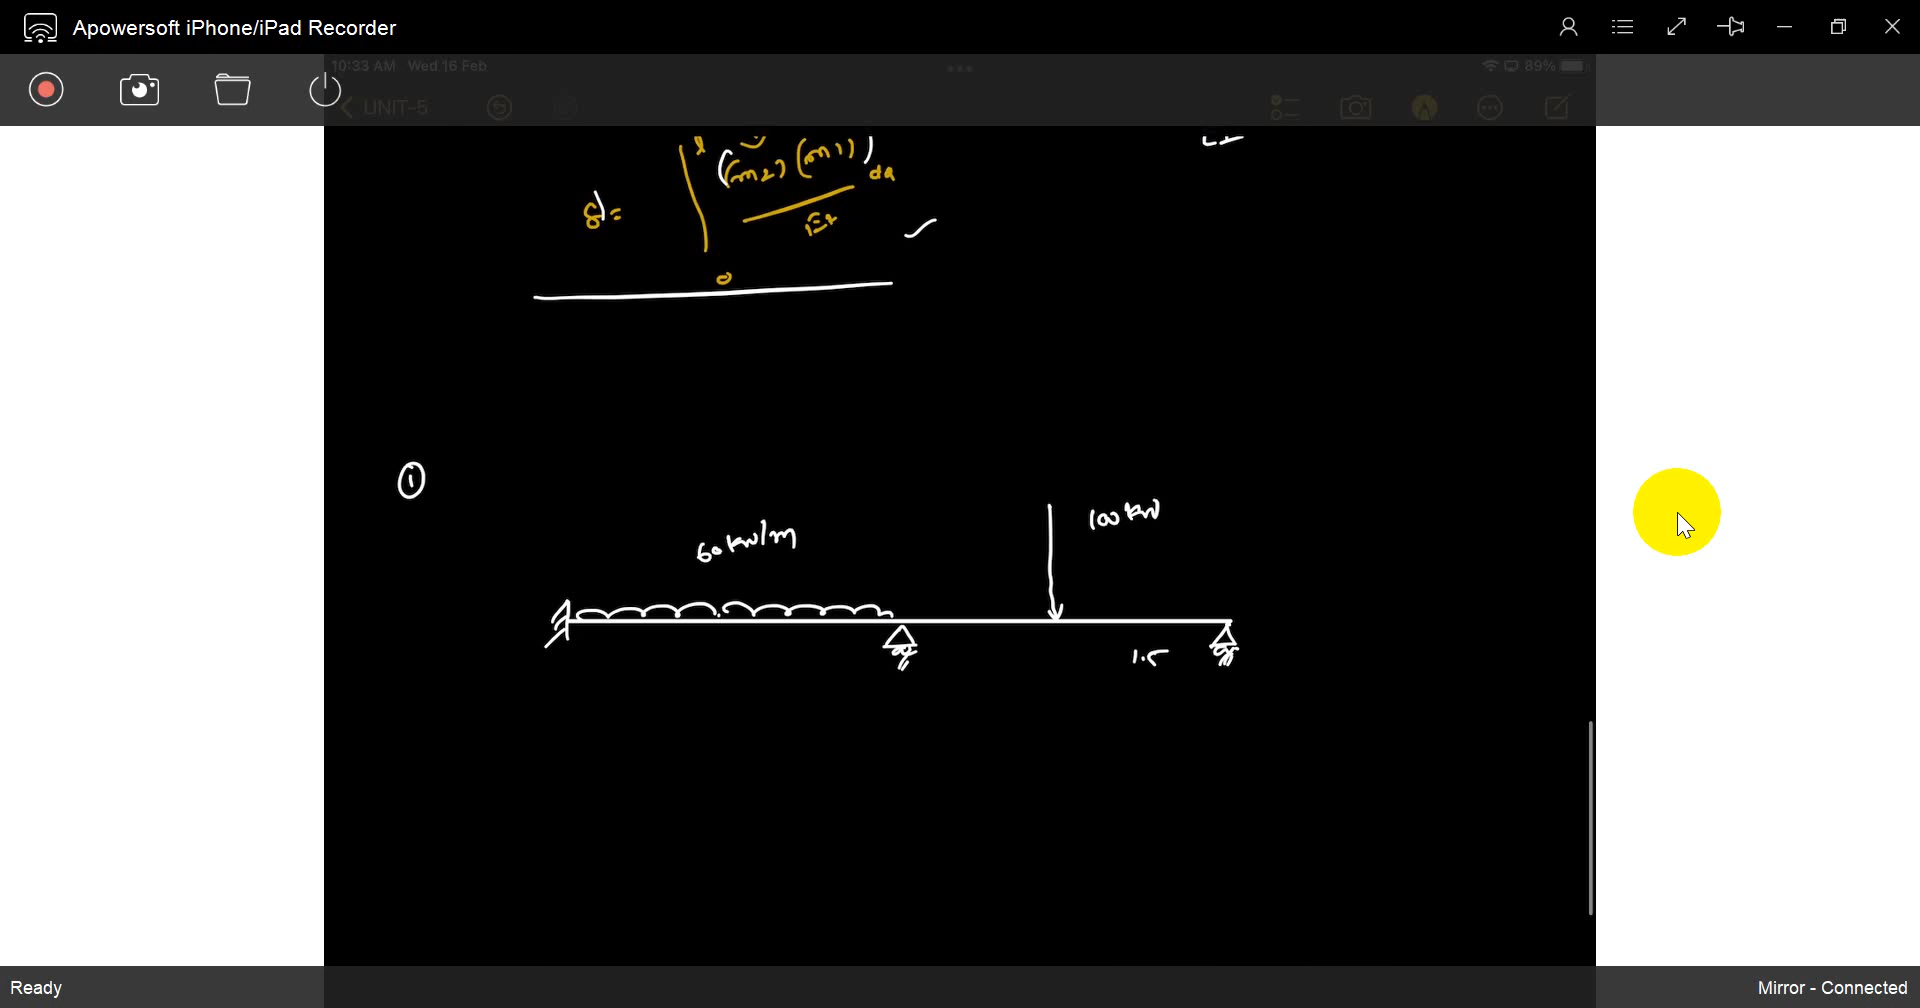 Apowersoft iPhone/iPad Recorder
10:33 AM Wed 16 Feb
89%
UNIT-5
l
(m2) (m1) dx
δ =
EI
0
①
100 kN
60 kN/m
1.5
Ready
Mirror - Connected